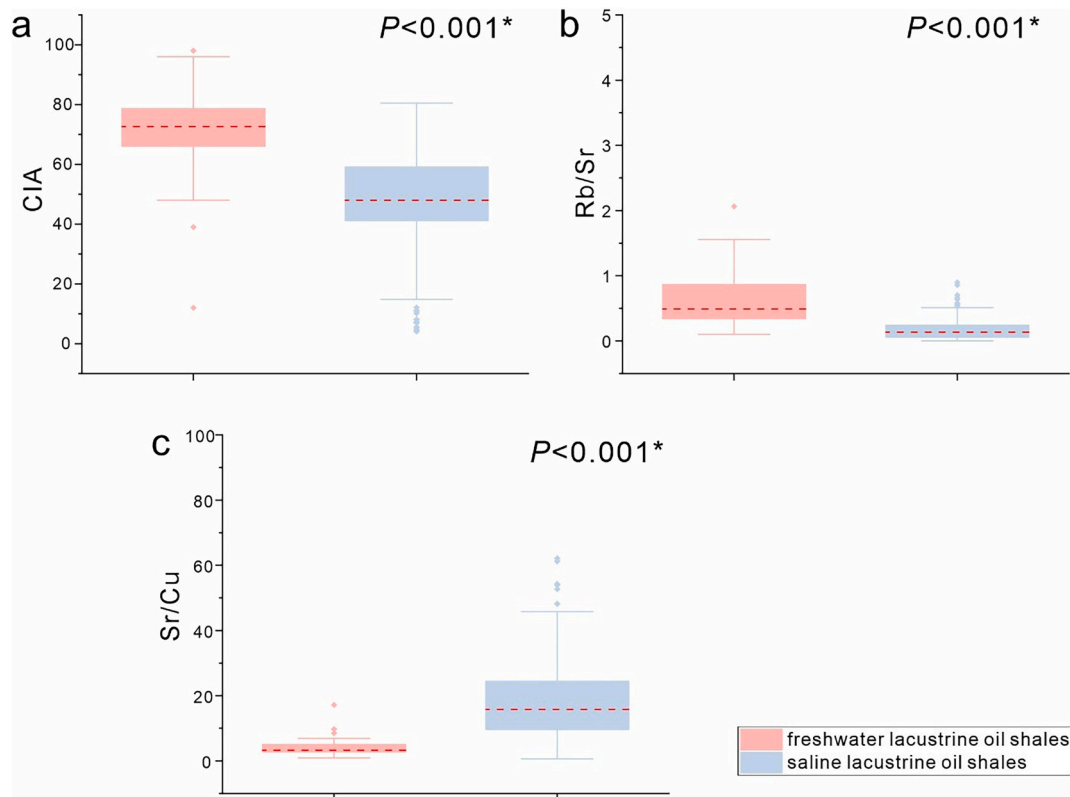 a
P<0.001*
CIA
100
80
60
40
20
0
b
P<0.001*
Rb/Sr
5
4
3
2
1
0
c
P<0.001*
Sr/Cu
100
80
60
40
20
0
freshwater lacustrine oil shales
saline lacustrine oil shales